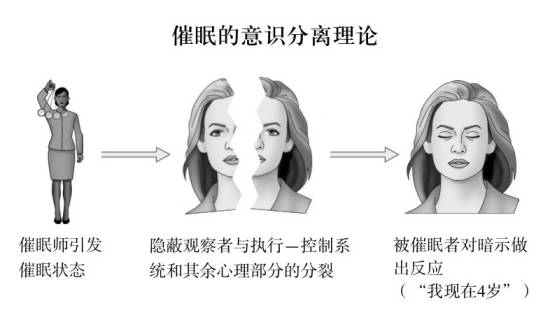 催眠的意识分离理论
催眠师引发
催眠状态
隐蔽观察者与执行—控制系
统和其余心理部分的分裂
被催眠者对暗示做
出反应
（“我现在4岁”）